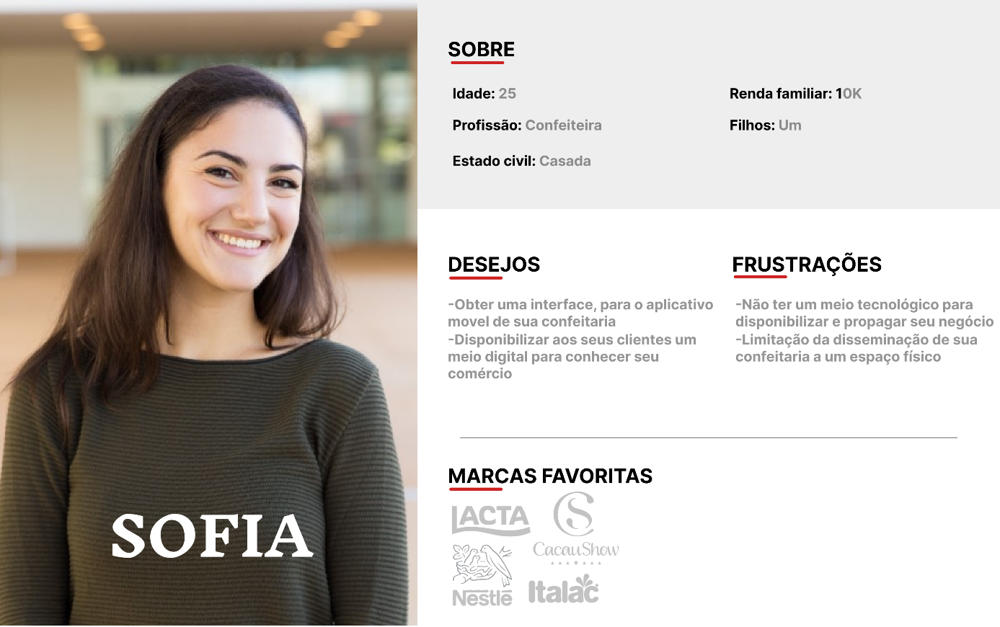 SOBRE
Idade: 25
Renda familiar: 10K
Profissão: Confeiteira
Filhos: Um
Estado civil: Casada
DESEJOS
-Obter uma interface, para o aplicativo
movel de sua confeitaria
-Disponibilizar aos seus clientes um
meio digital para conhecer seu
comércio
FRUSTRAÇÕES
-Não ter um meio tecnológico para
disponibilizar e propagar seu negócio
-Limitação da disseminação de sua
confeitaria a um espaço físico
MARCAS FAVORITAS
LACTA
CS
CacauShow
Nestlé
Italac
SOFIA